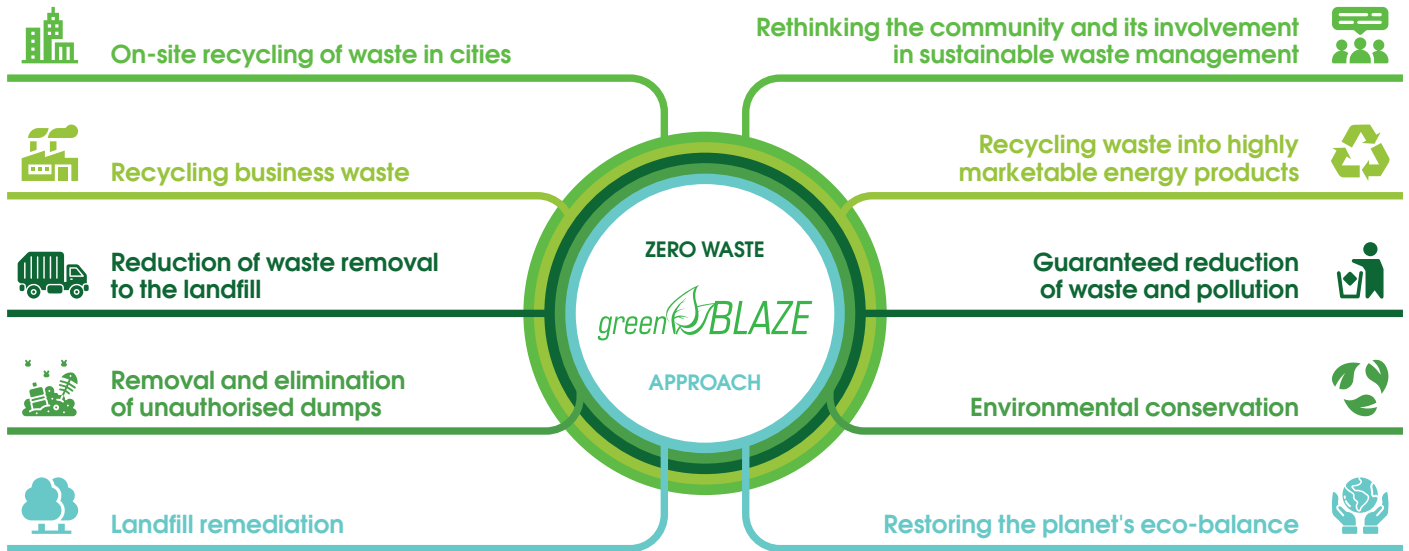 On-site recycling of waste in cities
Recycling business waste
Reduction of waste removal
to the landfill
Removal and elimination
of unauthorised dumps
Landfill remediation
ZERO WASTE
greenBLAZE
APPROACH
Rethinking the community and its involvement
in sustainable waste management
Recycling waste into highly
marketable energy products
Guaranteed reduction
of waste and pollution
Environmental conservation
Restoring the planet's eco-balance